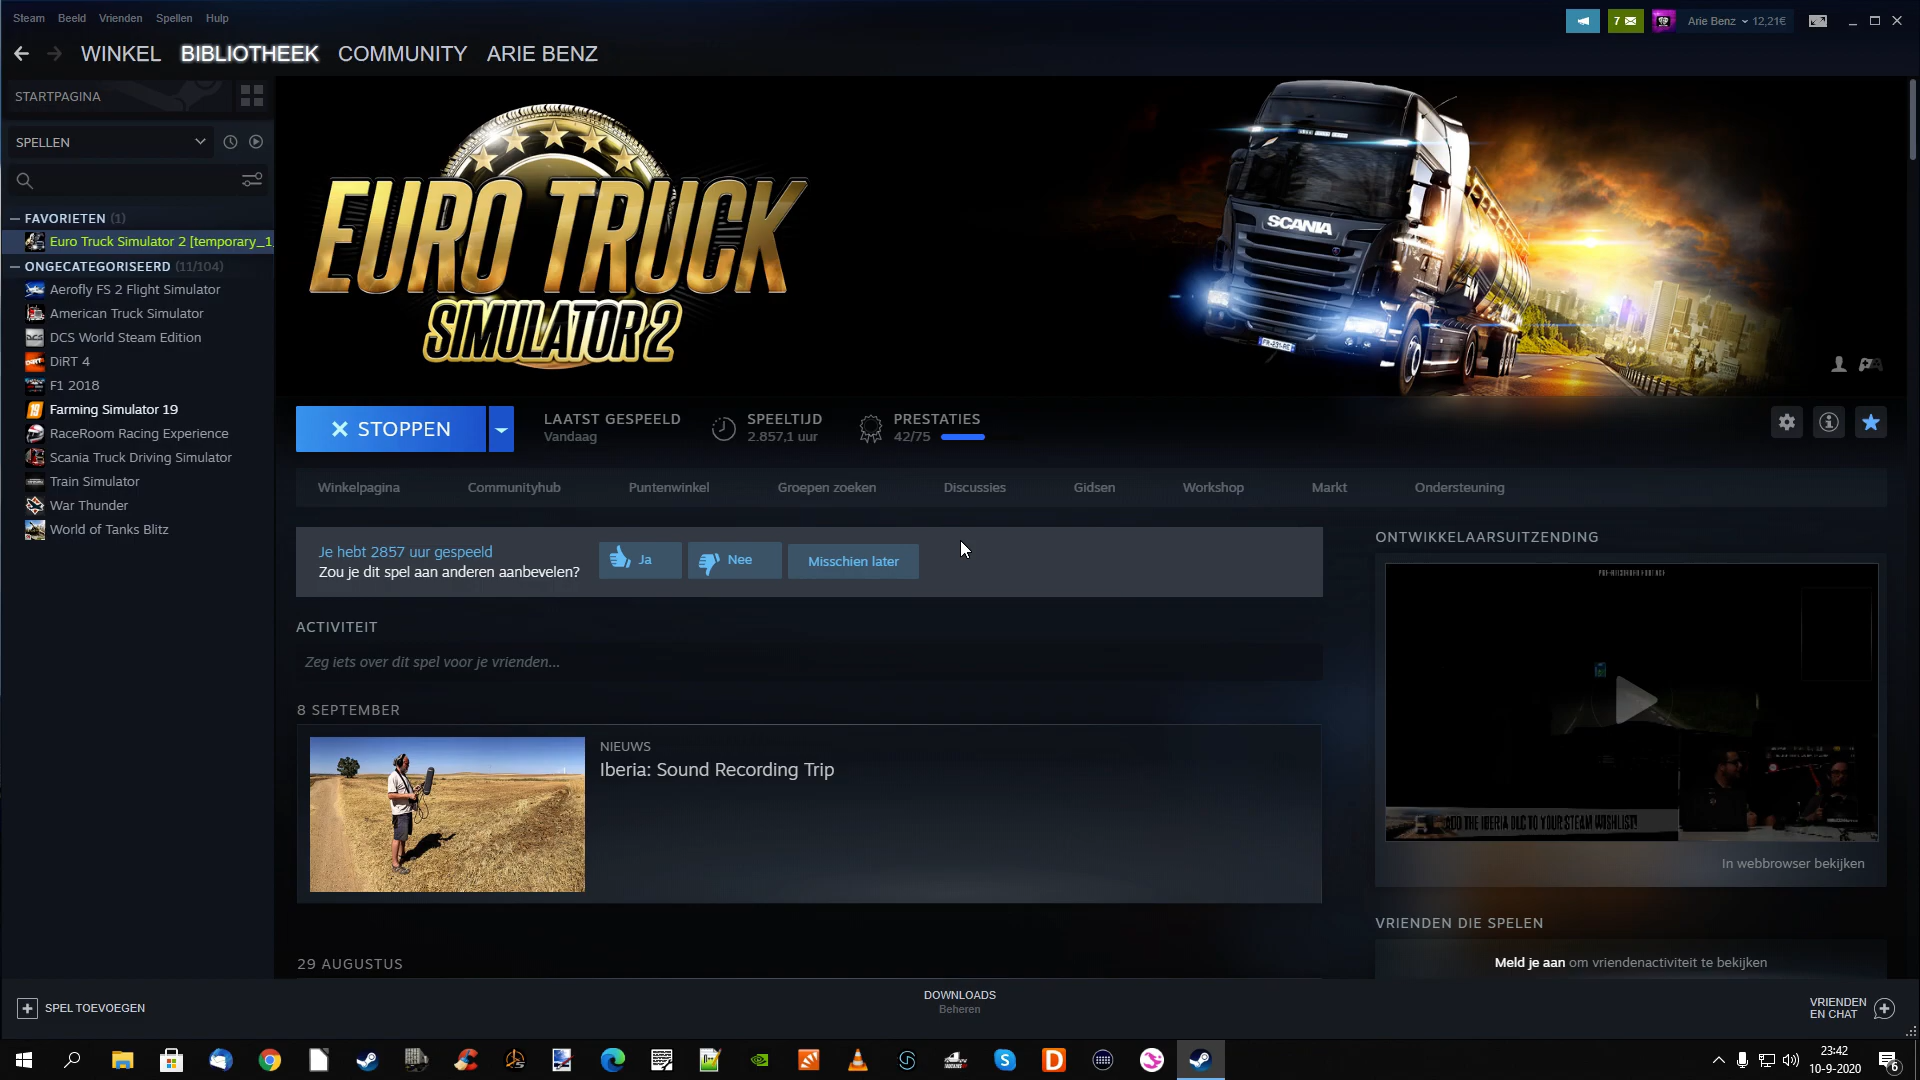 Steam Beeld Vrienden Spellen Hulp
7
Arie Benz 12,21€
WINKEL BIBLIOTHEEK COMMUNITY ARIE BENZ
STARTPAGINA
SPELLEN
— FAVORIETEN (1)
Euro Truck Simulator 2 [temporary_1
— ONGECATEGORISEERD (11/104)
Aerofly FS 2 Flight Simulator
American Truck Simulator
DCS World Steam Edition
DiRT 4
F1 2018
Farming Simulator 19
RaceRoom Racing Experience
Scania Truck Driving Simulator
Train Simulator
War Thunder
World of Tanks Blitz
EURO TRUCK
SIMULATOR 2
SCANIA
STOPPEN
LAATST GESPEELD
Vandaag
SPEELTIJD
2.857,1 uur
PRESTATIES
42/75
Winkelpagina Communityhub Puntenwinkel Groepen zoeken Discussies Gidsen Workshop Markt Ondersteuning
Je hebt 2857 uur gespeeld
Zou je dit spel aan anderen aanbevelen?
Ja Nee Misschien later
ACTIVITEIT
Zeg iets over dit spel voor je vrienden...
8 SEPTEMBER
NIEUWS
Iberia: Sound Recording Trip
29 AUGUSTUS
ONTWIKKELAARSUITZENDING
PRE-RECORDED FOOTAGE
ADD THE IBERIA DLC TO YOUR STEAM WISHLIST!
In webbrowser bekijken
VRIENDEN DIE SPELEN
Meld je aan om vriendenactiviteit te bekijken
SPEL TOEVOEGEN
DOWNLOADS
Beheren
VRIENDEN
EN CHAT
23:42
10-9-2020
6